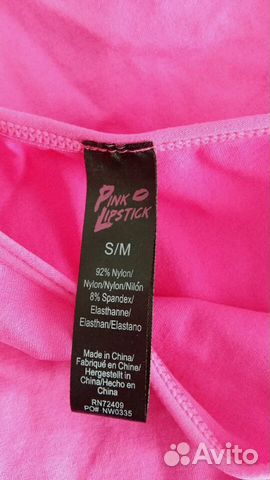 PINK
LIPSTICK
S/M
92% Nylon/
Nylon/Nylon/Nilón
8% Spandex/
Elasthanne/
Elasthan/Elastano
Made in China/
Fabriqué en Chine/
Hergestellt in
China/Hecho en
China
RN72409
PO# NW0335
Avito